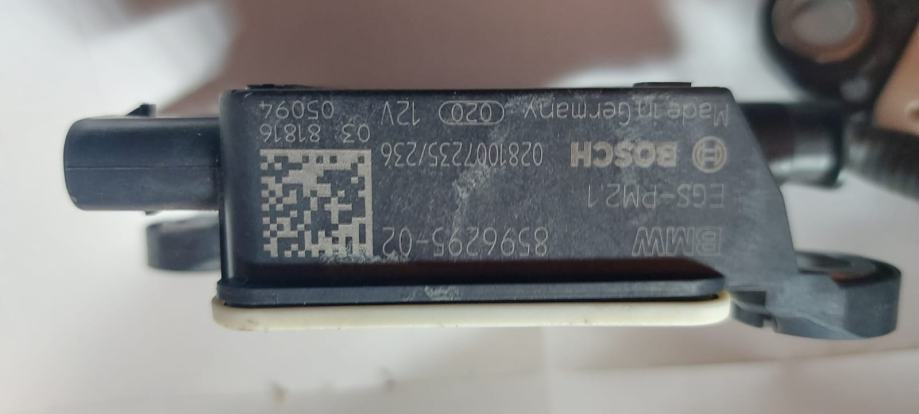 BMW 8596295-02
EGS-PM2.1
BOSCH 0281007235/236
03 81816
Made in Germany 020 12V 05094